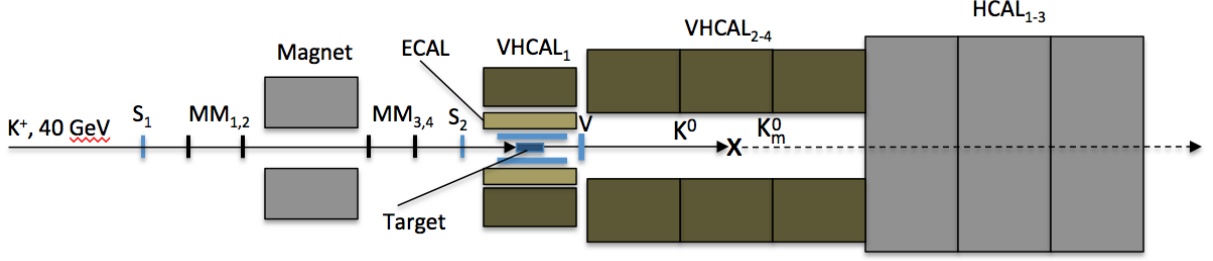 HCAL₁₋₃
ECAL VHCAL₁ VHCAL₂₋₄
Magnet
K⁺, 40 GeV S₁ MM₁,₂ MM₃,₄ S₂ V K⁰ K⁰ₘ
X
Target